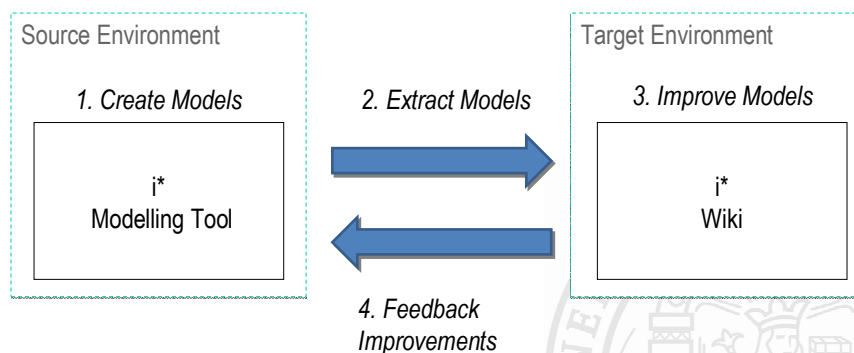 Source Environment
Target Environment
1. Create Models
2. Extract Models
3. Improve Models
i*
Modelling Tool
i*
Wiki
4. Feedback
Improvements